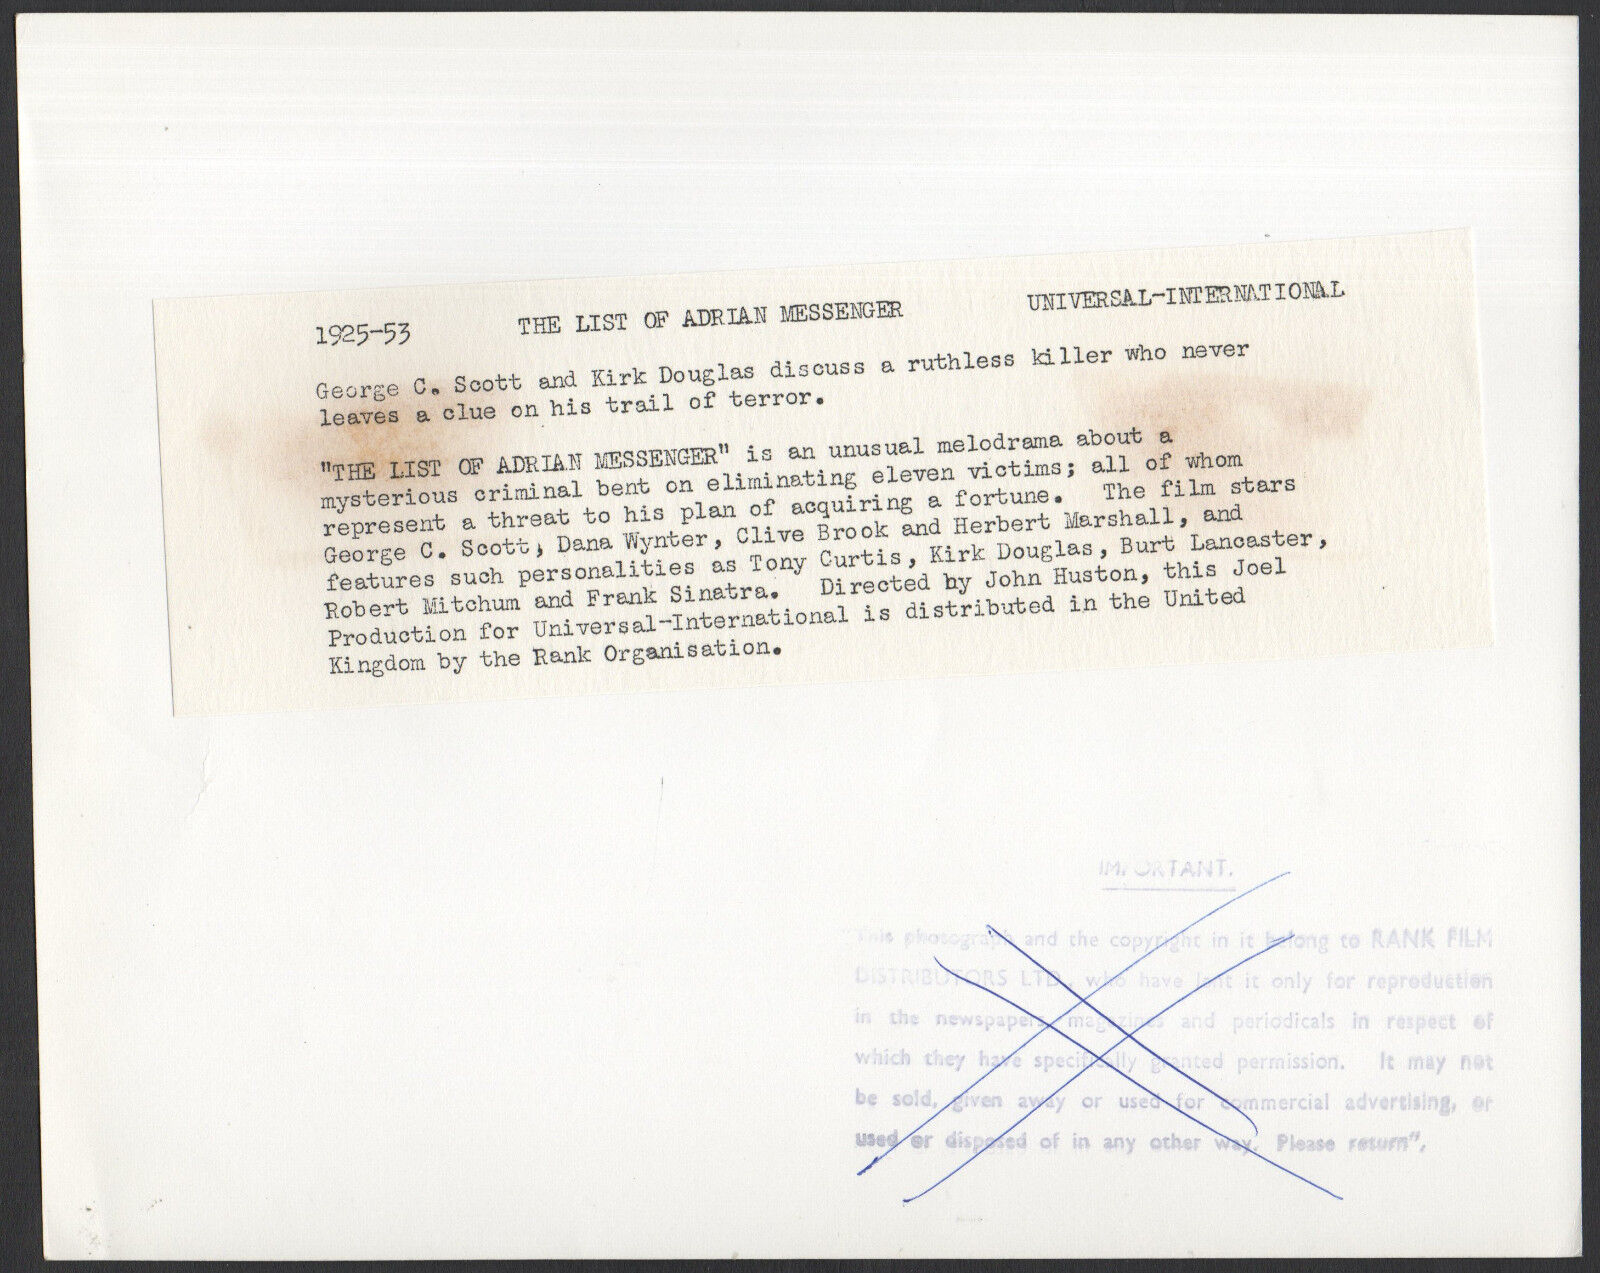 1925-53 THE LIST OF ADRIAN MESSENGER UNIVERSAL-INTERNATIONAL
George C. Scott and Kirk Douglas discuss a ruthless killer who never
leaves a clue on his trail of terror.
"THE LIST OF ADRIAN MESSENGER" is an unusual melodrama about a
mysterious criminal bent on eliminating eleven victims; all of whom
represent a threat to his plan of acquiring a fortune. The film stars
George C. Scott, Dana Wynter, Clive Brook and Herbert Marshall, and
features such personalities as Tony Curtis, Kirk Douglas, Burt Lancaster,
Robert Mitchum and Frank Sinatra. Directed by John Huston, this Joel
Production for Universal-International is distributed in the United
Kingdom by the Rank Organisation.
IMPORTANT.
This photograph and the copyright in it belong to RANK FILM
DISTRIBUTORS LTD., who have lent it only for reproduction
in the newspapers, magazines and periodicals in respect of
which they have specifically granted permission. It may not
be sold, given away or used for commercial advertising, or
used or disposed of in any other way. Please return".